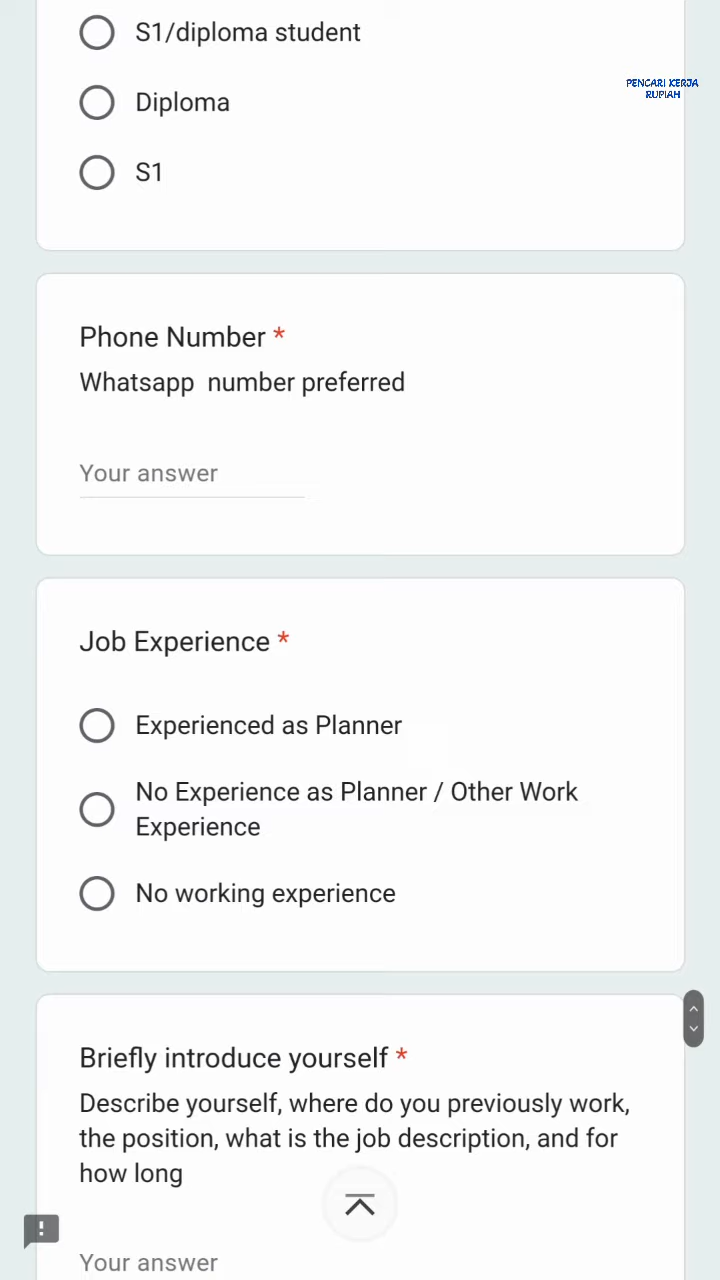 S1/diploma student
PENCARI KERJA
RUPIAH
Diploma
S1
Phone Number *
Whatsapp number preferred
Your answer
Job Experience *
Experienced as Planner
No Experience as Planner / Other Work
Experience
No working experience
Briefly introduce yourself *
Describe yourself, where do you previously work,
the position, what is the job description, and for
how long
Your answer